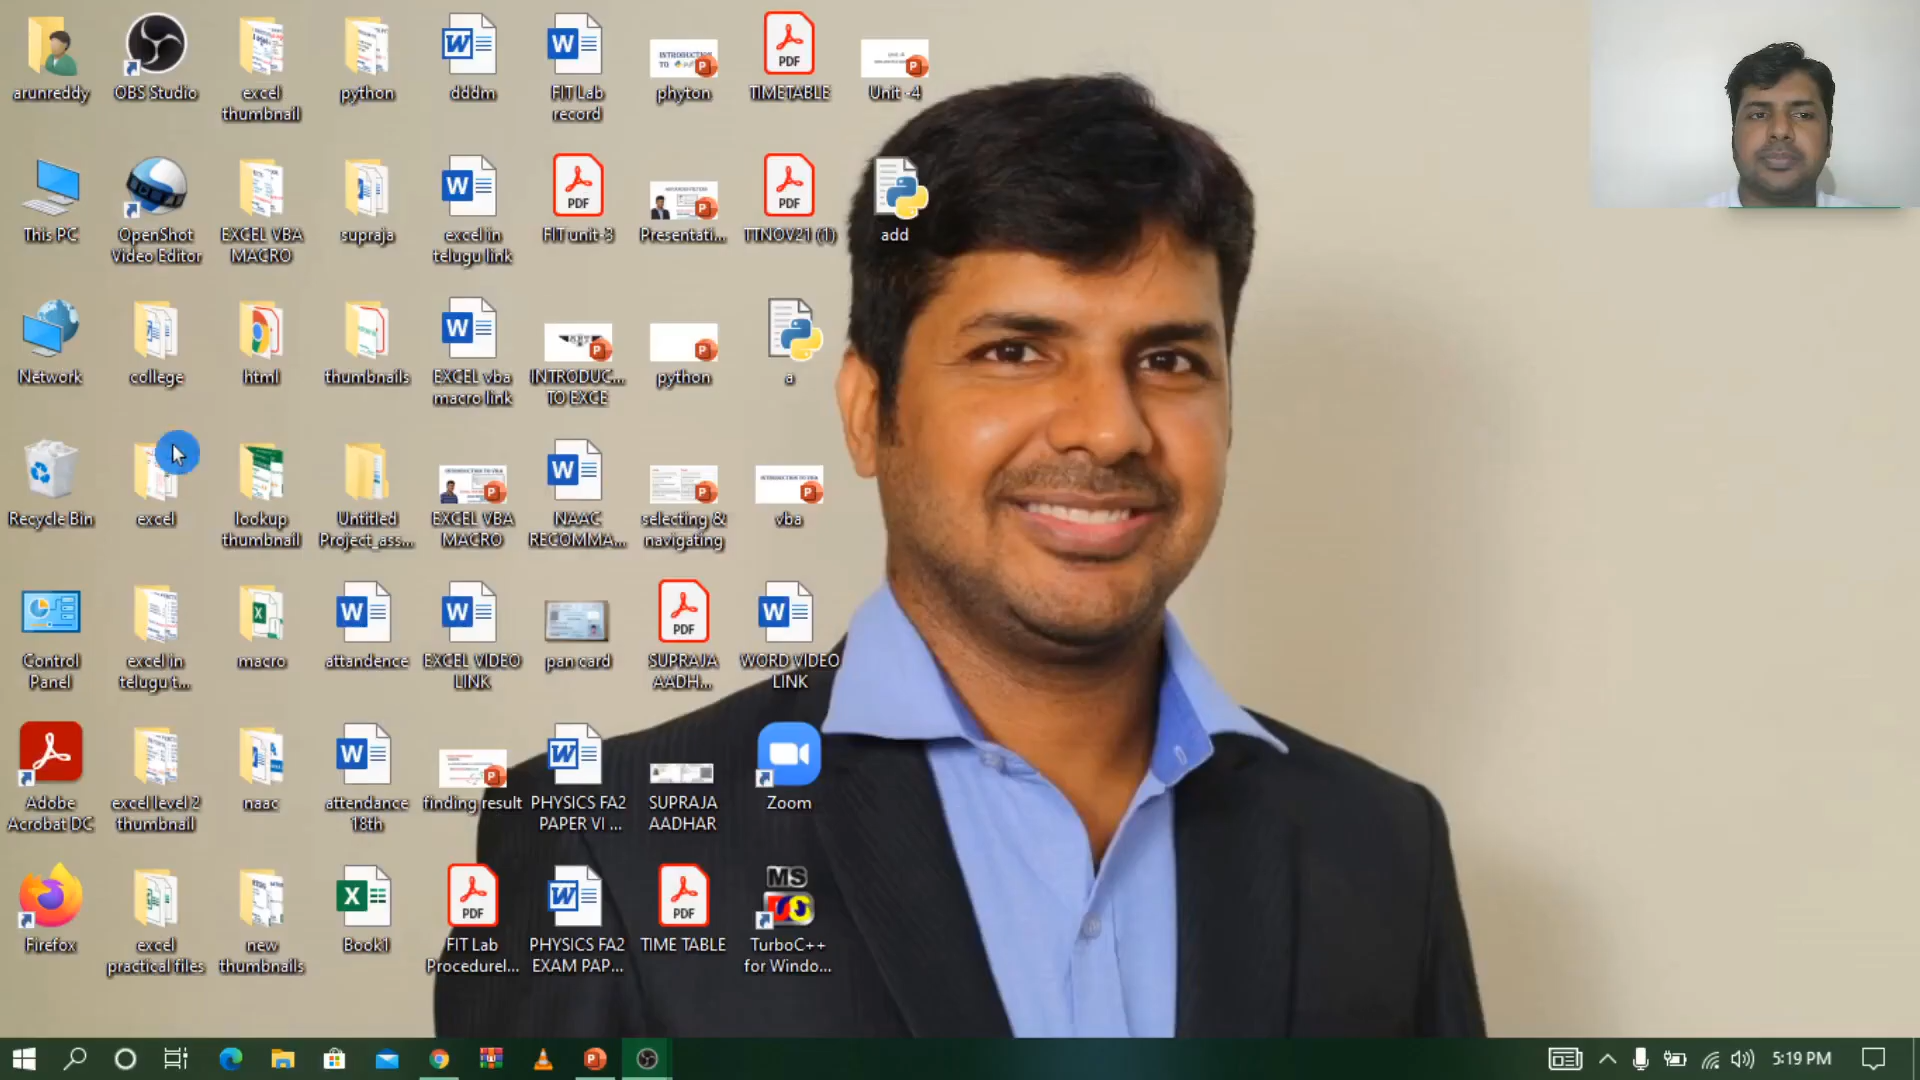 arunreddy
OBS Studio
excel
thumbnail
python
dddm
FIT Lab
record
phyton
TIMETABLE
Unit -4
This PC
OpenShot
Video Editor
EXCEL VBA
MACRO
supraja
excel in
telugu link
FIT unit-3
Presentati...
TTNOV21 (1)
add
Network
college
html
thumbnails
EXCEL vba
macro link
INTRODUC...
TO EXCE
python
a
Recycle Bin
excel
lookup
thumbnail
Untitled
Project_ass...
EXCEL VBA
MACRO
NAAC
RECOMMA...
selecting &
navigating
vba
Control
Panel
excel in
telugu t...
macro
attandence
EXCEL VIDEO
LINK
pan card
SUPRAJA
AADH...
WORD VIDEO
LINK
Adobe
Acrobat DC
excel level 2
thumbnail
naac
attendance
18th
finding result
PHYSICS FA2
PAPER VI ...
SUPRAJA
AADHAR
Zoom
Firefox
excel
practical files
new
thumbnails
Book1
FIT Lab
Procedurel...
PHYSICS FA2
EXAM PAP...
TIME TABLE
TurboC++
for Windo...
5:19 PM